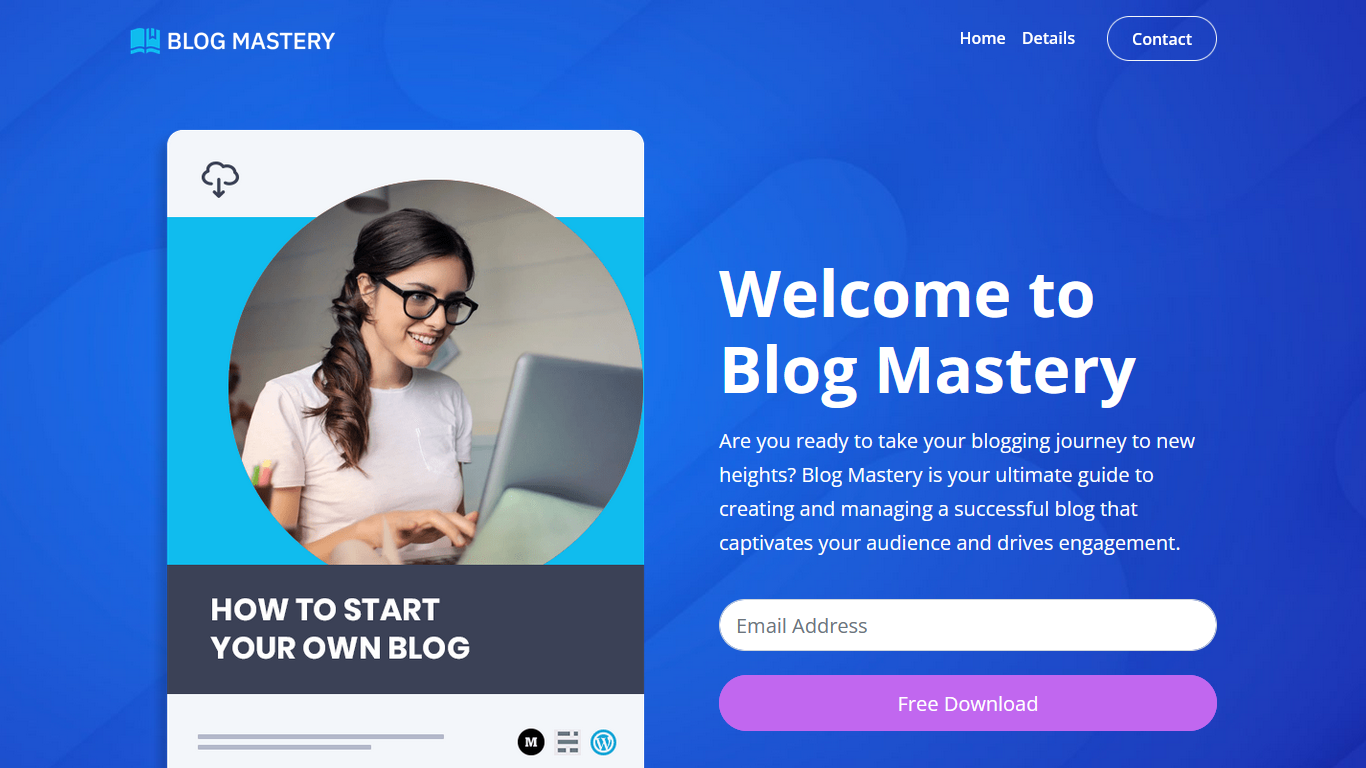 BLOG MASTERY
Home
Details
Contact
HOW TO START
YOUR OWN BLOG
M
Welcome to
Blog Mastery
Are you ready to take your blogging journey to new
heights? Blog Mastery is your ultimate guide to
creating and managing a successful blog that
captivates your audience and drives engagement.
Email Address
Free Download